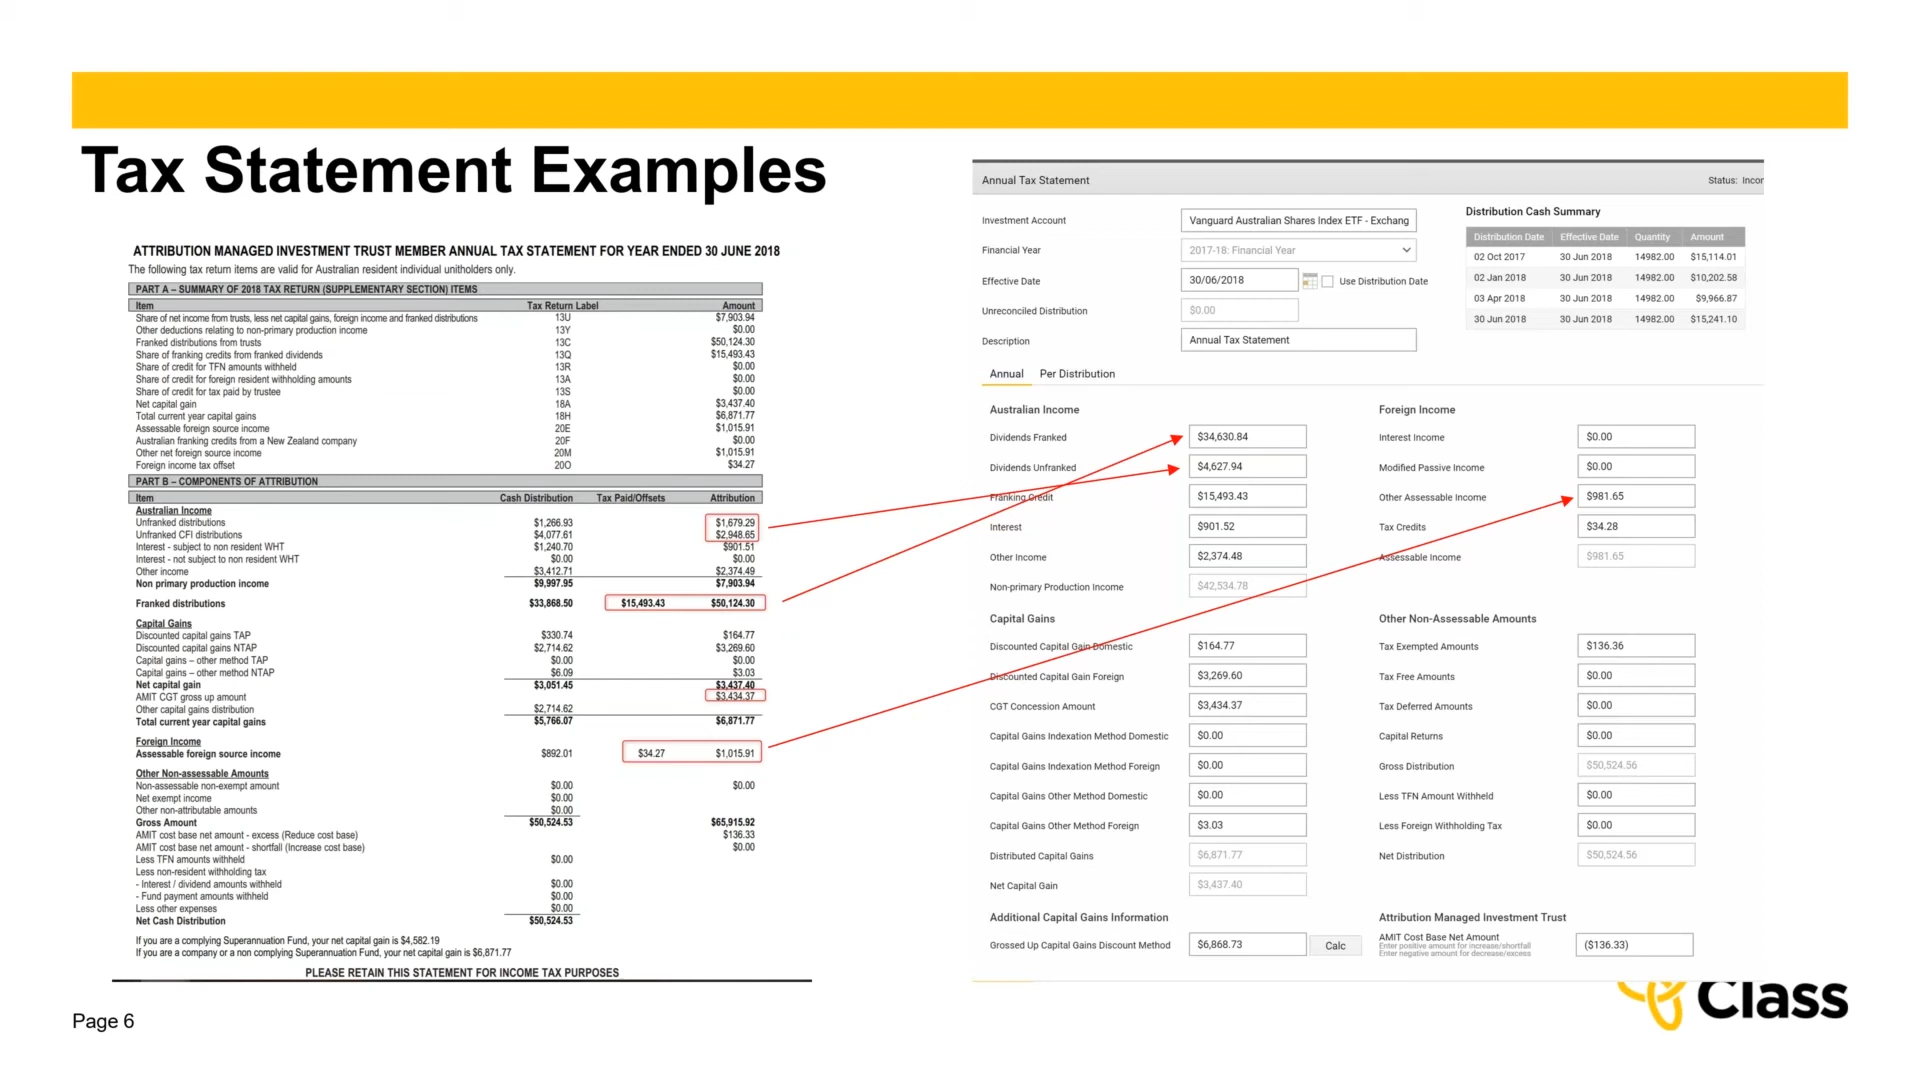 Tax Statement Examples
ATTRIBUTION MANAGED INVESTMENT TRUST MEMBER ANNUAL TAX STATEMENT FOR YEAR ENDED 30 JUNE 2018
The following tax return items are valid for Australian resident individual unitholders only.
PART A – SUMMARY OF 2018 TAX RETURN (SUPPLEMENTARY SECTION) ITEMS
Item Tax Return Label Amount
Share of net income from trusts, less net capital gains, foreign income and franked distributions 13U $7,903.94
Other deductions relating to non-primary production income 13Y $0.00
Franked distributions from trusts 13C $50,124.30
Share of franking credits from franked dividends 13Q $15,493.43
Share of credit for TFN amounts withheld 13R $0.00
Share of credit for foreign resident withholding amounts 13A $0.00
Share of credit for tax paid by trustee 13S $0.00
Net capital gain 18A $3,437.40
Total current year capital gains 18H $6,871.77
Assessable foreign source income 20E $1,015.91
Australian franking credits from a New Zealand company 20F $0.00
Other net foreign source income 20M $1,015.91
Foreign income tax offset 20O $34.27
PART B – COMPONENTS OF ATTRIBUTION
Item Cash Distribution Tax Paid/Offsets Attribution
Australian Income
Unfranked distributions $1,266.93 $1,679.29
Unfranked CFI distributions $4,077.61 $2,948.65
Interest - subject to non resident WHT $1,240.70 $901.51
Interest - not subject to non resident WHT $0.00 $0.00
Other income $3,412.71 $2,374.49
Non primary production income $9,997.95 $7,903.94
Franked distributions $33,868.50 $15,493.43 $50,124.30
Capital Gains
Discounted capital gains TAP $330.74 $164.77
Discounted capital gains NTAP $2,714.62 $3,269.60
Capital gains – other method TAP $0.00 $0.00
Capital gains – other method NTAP $6.09 $3.03
Net capital gain $3,051.45 $3,437.40
AMIT CGT gross up amount $3,434.37
Other capital gains distribution $2,714.62
Total current year capital gains $5,766.07 $6,871.77
Foreign Income
Assessable foreign source income $892.01 $34.27 $1,015.91
Other Non-assessable Amounts
Non-assessable non-exempt amount $0.00 $0.00
Net exempt income $0.00
Other non-attributable amounts $0.00
Gross Amount $50,524.53 $65,915.92
AMIT cost base net amount - excess (Reduce cost base) $136.33
AMIT cost base net amount - shortfall (Increase cost base) $0.00
Less TFN amounts withheld $0.00
Less non-resident withholding tax
- Interest / dividend amounts withheld $0.00
- Fund payment amounts withheld $0.00
Less other expenses $0.00
Net Cash Distribution $50,524.53
If you are a complying Superannuation Fund, your net capital gain is $4,582.19
If you are a company or a non complying Superannuation Fund, your net capital gain is $6,871.77
PLEASE RETAIN THIS STATEMENT FOR INCOME TAX PURPOSES
Annual Tax Statement Status: Incor
Investment Account Vanguard Australian Shares Index ETF - Exchang
Financial Year 2017-18: Financial Year
Effective Date 30/06/2018 Use Distribution Date
Unreconciled Distribution $0.00
Description Annual Tax Statement
Distribution Cash Summary
Distribution Date Effective Date Quantity Amount
02 Oct 2017 30 Jun 2018 14982.00 $15,114.01
02 Jan 2018 30 Jun 2018 14982.00 $10,202.58
03 Apr 2018 30 Jun 2018 14982.00 $9,966.87
30 Jun 2018 30 Jun 2018 14982.00 $15,241.10
Annual Per Distribution
Australian Income
Dividends Franked $34,630.84
Dividends Unfranked $4,627.94
Franking Credit $15,493.43
Interest $901.52
Other Income $2,374.48
Non-primary Production Income $42,534.78
Foreign Income
Interest Income $0.00
Modified Passive Income $0.00
Other Assessable Income $981.65
Tax Credits $34.28
Assessable Income $981.65
Capital Gains
Discounted Capital Gain Domestic $164.77
Discounted Capital Gain Foreign $3,269.60
CGT Concession Amount $3,434.37
Capital Gains Indexation Method Domestic $0.00
Capital Gains Indexation Method Foreign $0.00
Capital Gains Other Method Domestic $0.00
Capital Gains Other Method Foreign $3.03
Distributed Capital Gains $6,871.77
Net Capital Gain $3,437.40
Other Non-Assessable Amounts
Tax Exempted Amounts $136.36
Tax Free Amounts $0.00
Tax Deferred Amounts $0.00
Capital Returns $0.00
Gross Distribution $50,524.56
Less TFN Amount Withheld $0.00
Less Foreign Withholding Tax $0.00
Net Distribution $50,524.56
Additional Capital Gains Information
Grossed Up Capital Gains Discount Method $6,868.73 Calc
Attribution Managed Investment Trust
AMIT Cost Base Net Amount ($136.33)
Enter positive amount for increase/shortfall
Enter negative amount for decrease/excess
Page 6
Class